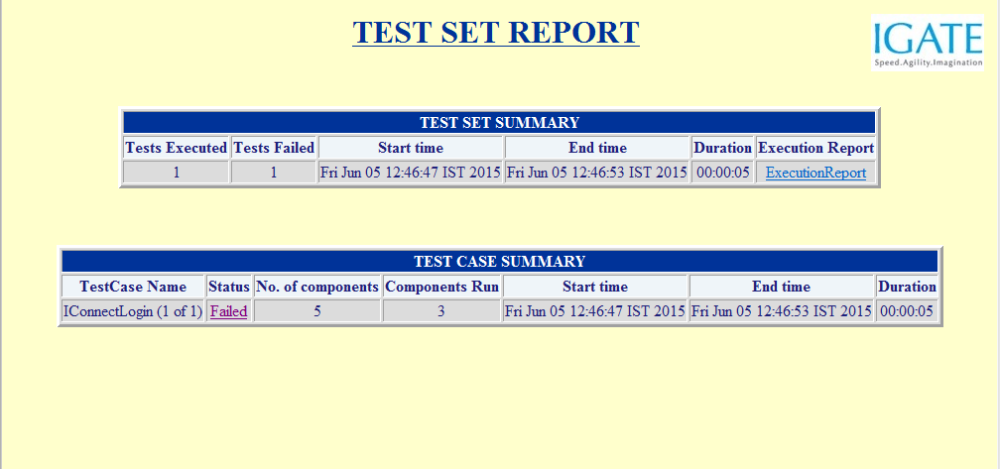 TEST SET REPORT
IGATE
Speed.Agility.Imagination
TEST SET SUMMARY
Tests Executed Tests Failed Start time End time Duration Execution Report
1 1 Fri Jun 05 12:46:47 IST 2015 Fri Jun 05 12:46:53 IST 2015 00:00:05 ExecutionReport
TEST CASE SUMMARY
TestCase Name Status No. of components Components Run Start time End time Duration
IConnectLogin (1 of 1) Failed 5 3 Fri Jun 05 12:46:47 IST 2015 Fri Jun 05 12:46:53 IST 2015 00:00:05